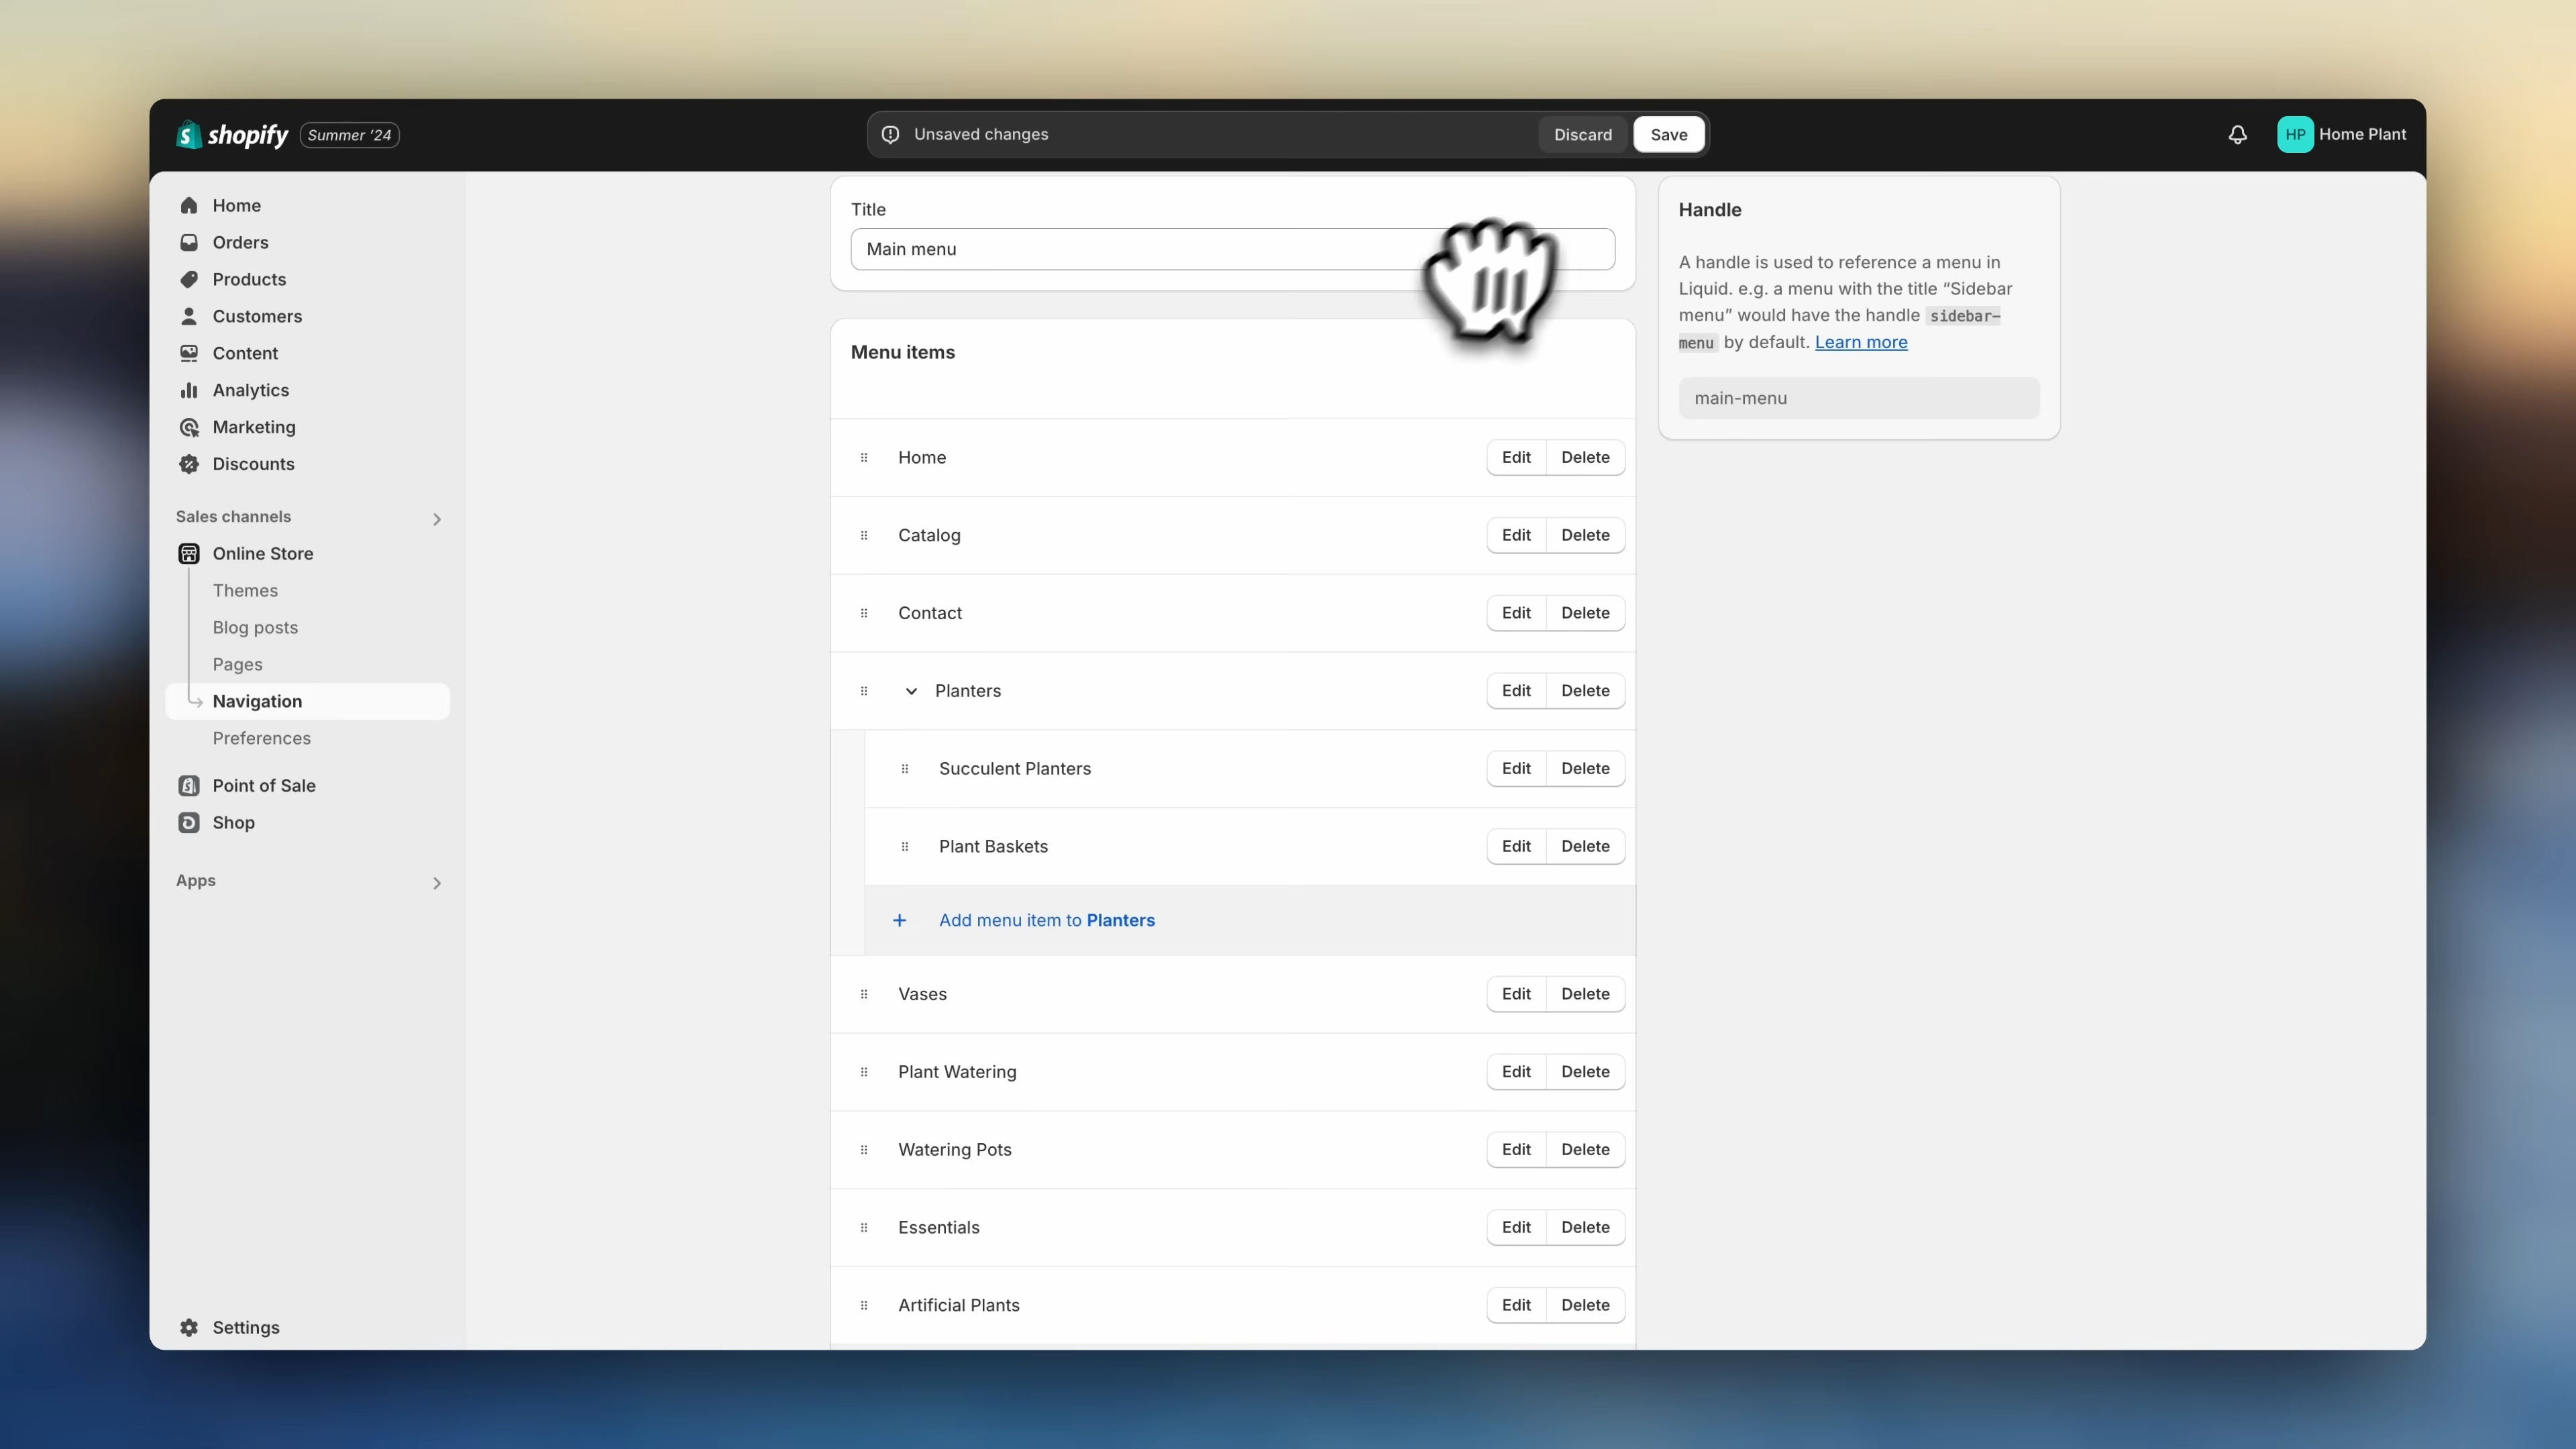 shopify
Summer '24
Unsaved changes
Discard
Save
HP
Home Plant
Home
Orders
Products
Customers
Content
Analytics
Marketing
Discounts
Sales channels
Online Store
Themes
Blog posts
Pages
Navigation
Preferences
Point of Sale
Shop
Apps
Settings
Title
Main menu
Menu items
Home
Edit
Delete
Catalog
Edit
Delete
Contact
Edit
Delete
Planters
Edit
Delete
Succulent Planters
Edit
Delete
Plant Baskets
Edit
Delete
Add menu item to Planters
Vases
Edit
Delete
Plant Watering
Edit
Delete
Watering Pots
Edit
Delete
Essentials
Edit
Delete
Artificial Plants
Edit
Delete
Handle
A handle is used to reference a menu in
Liquid. e.g. a menu with the title “Sidebar
menu” would have the handle sidebar-
menu by default. Learn more
main-menu